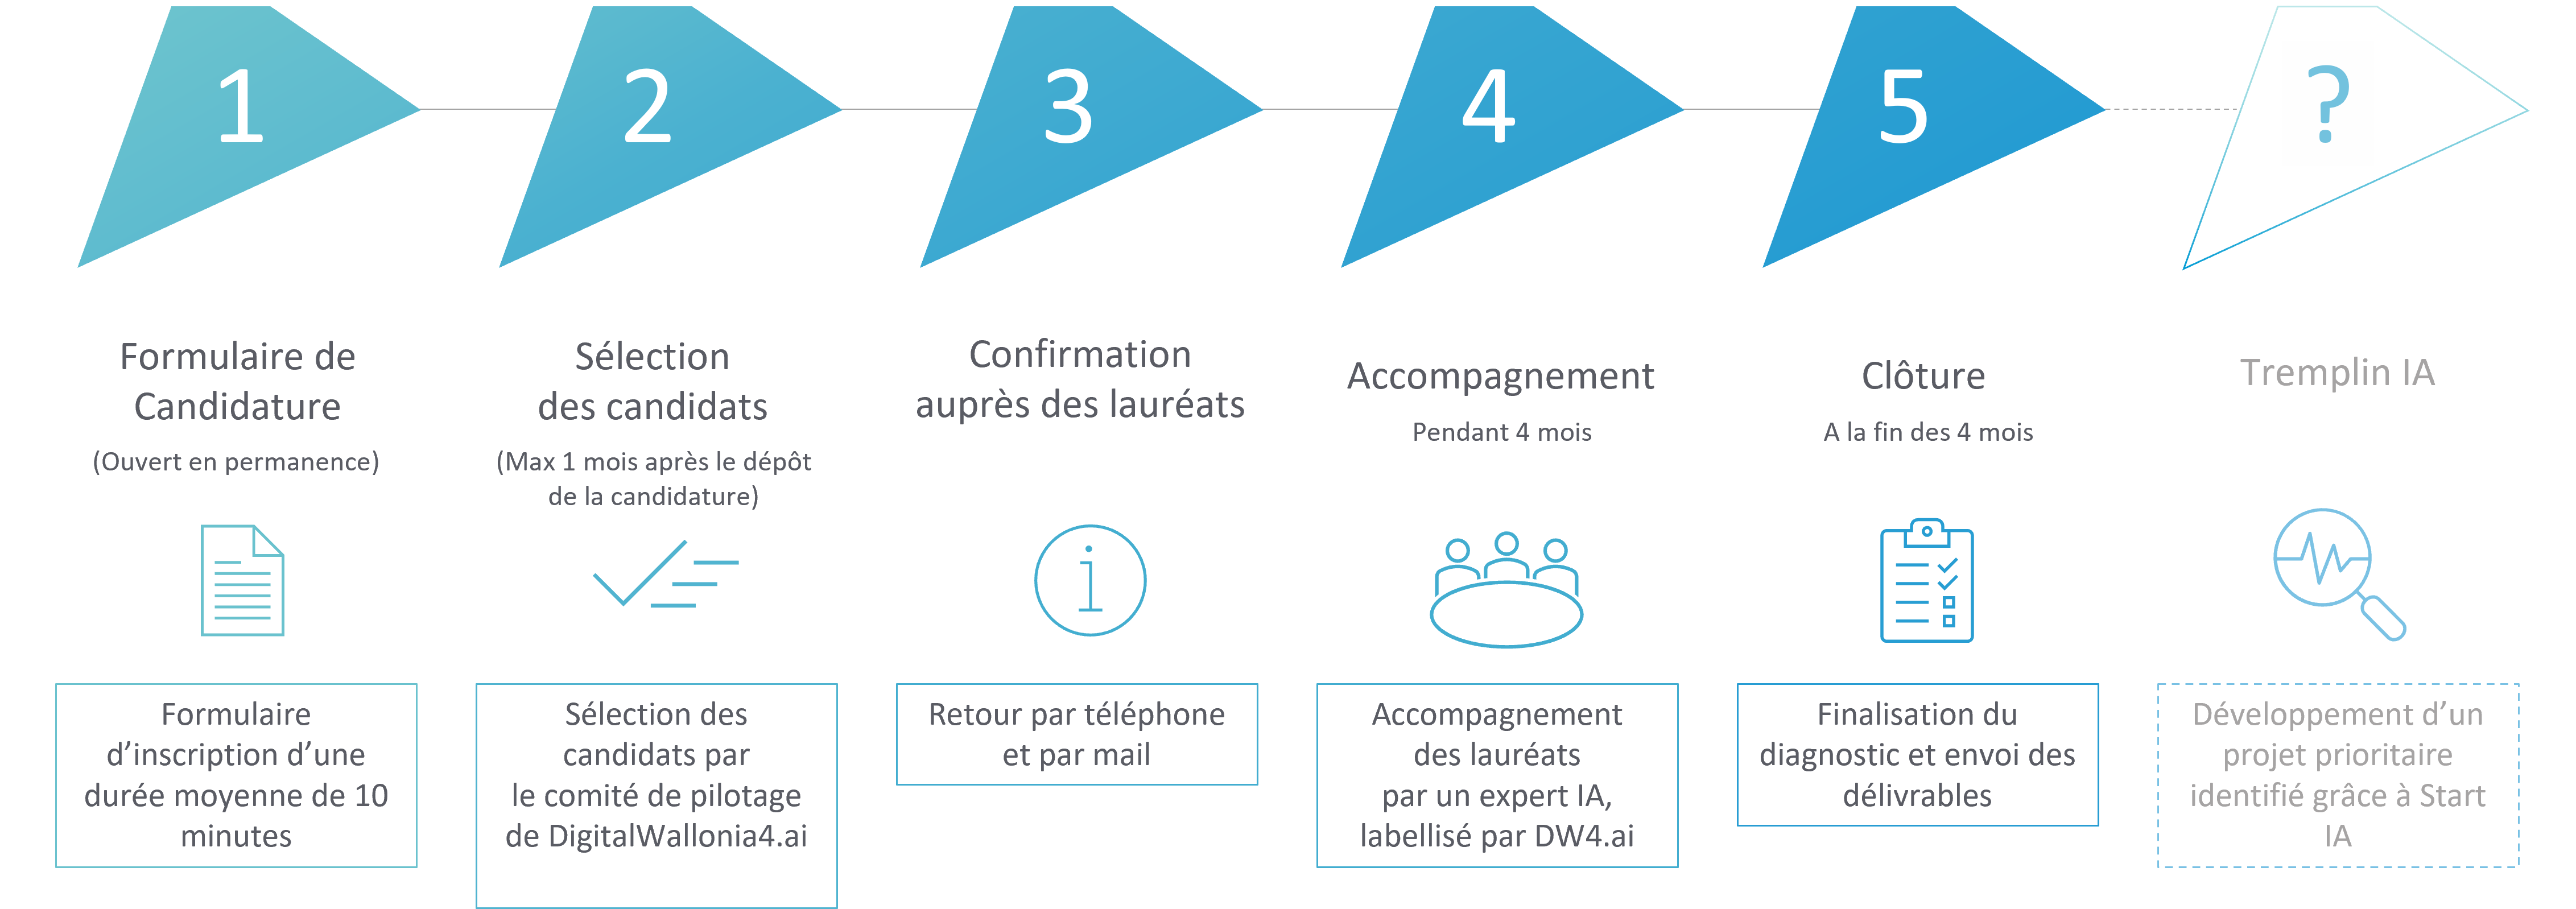 1
2
3
4
5
?
Formulaire de
Candidature
(Ouvert en permanence)
Formulaire
d’inscription d’une
durée moyenne de 10
minutes
Sélection
des candidats
(Max 1 mois après le dépôt
de la candidature)
Sélection des
candidats par
le comité de pilotage
de DigitalWallonia4.ai
Confirmation
auprès des lauréats
i
Retour par téléphone
et par mail
Accompagnement
Pendant 4 mois
Accompagnement
des lauréats
par un expert IA,
labellisé par DW4.ai
Clôture
A la fin des 4 mois
Finalisation du
diagnostic et envoi des
délivrables
Tremplin IA
Développement d’un
projet prioritaire
identifié grâce à Start
IA